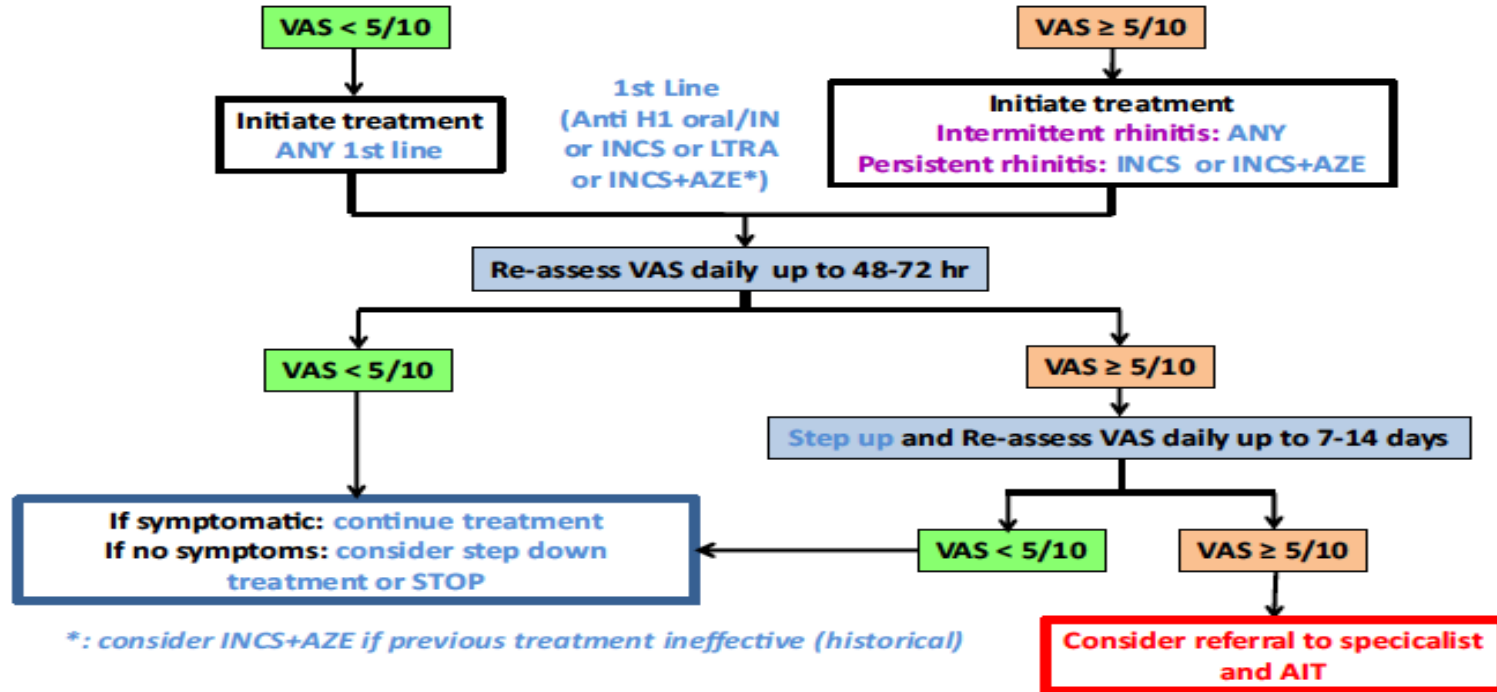 VAS < 5/10
VAS ≥ 5/10
Initiate treatment
ANY 1st line
1st Line
(Anti H1 oral/IN
or INCS or LTRA
or INCS+AZE*)
Initiate treatment
Intermittent rhinitis: ANY
Persistent rhinitis: INCS or INCS+AZE
Re-assess VAS daily up to 48-72 hr
VAS < 5/10
VAS ≥ 5/10
Step up and Re-assess VAS daily up to 7-14 days
If symptomatic: continue treatment
If no symptoms: consider step down
treatment or STOP
VAS < 5/10
VAS ≥ 5/10
*: consider INCS+AZE if previous treatment ineffective (historical)
Consider referral to specicalist
and AIT